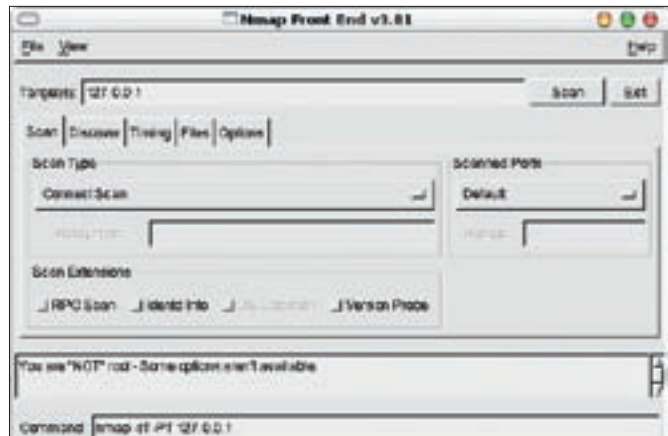 Nmap Front End v3.81
File View Help
Target(s): 127.0.0.1 Scan Exit
Scan Discover Timing Files Options
Scan Type Scanned Ports
Connect Scan Default
Scan Extensions
RPC Scan Identd Info Version Probe
You are "NOT" root - Some options aren't available.
Command: nmap -sT -PT 127.0.0.1